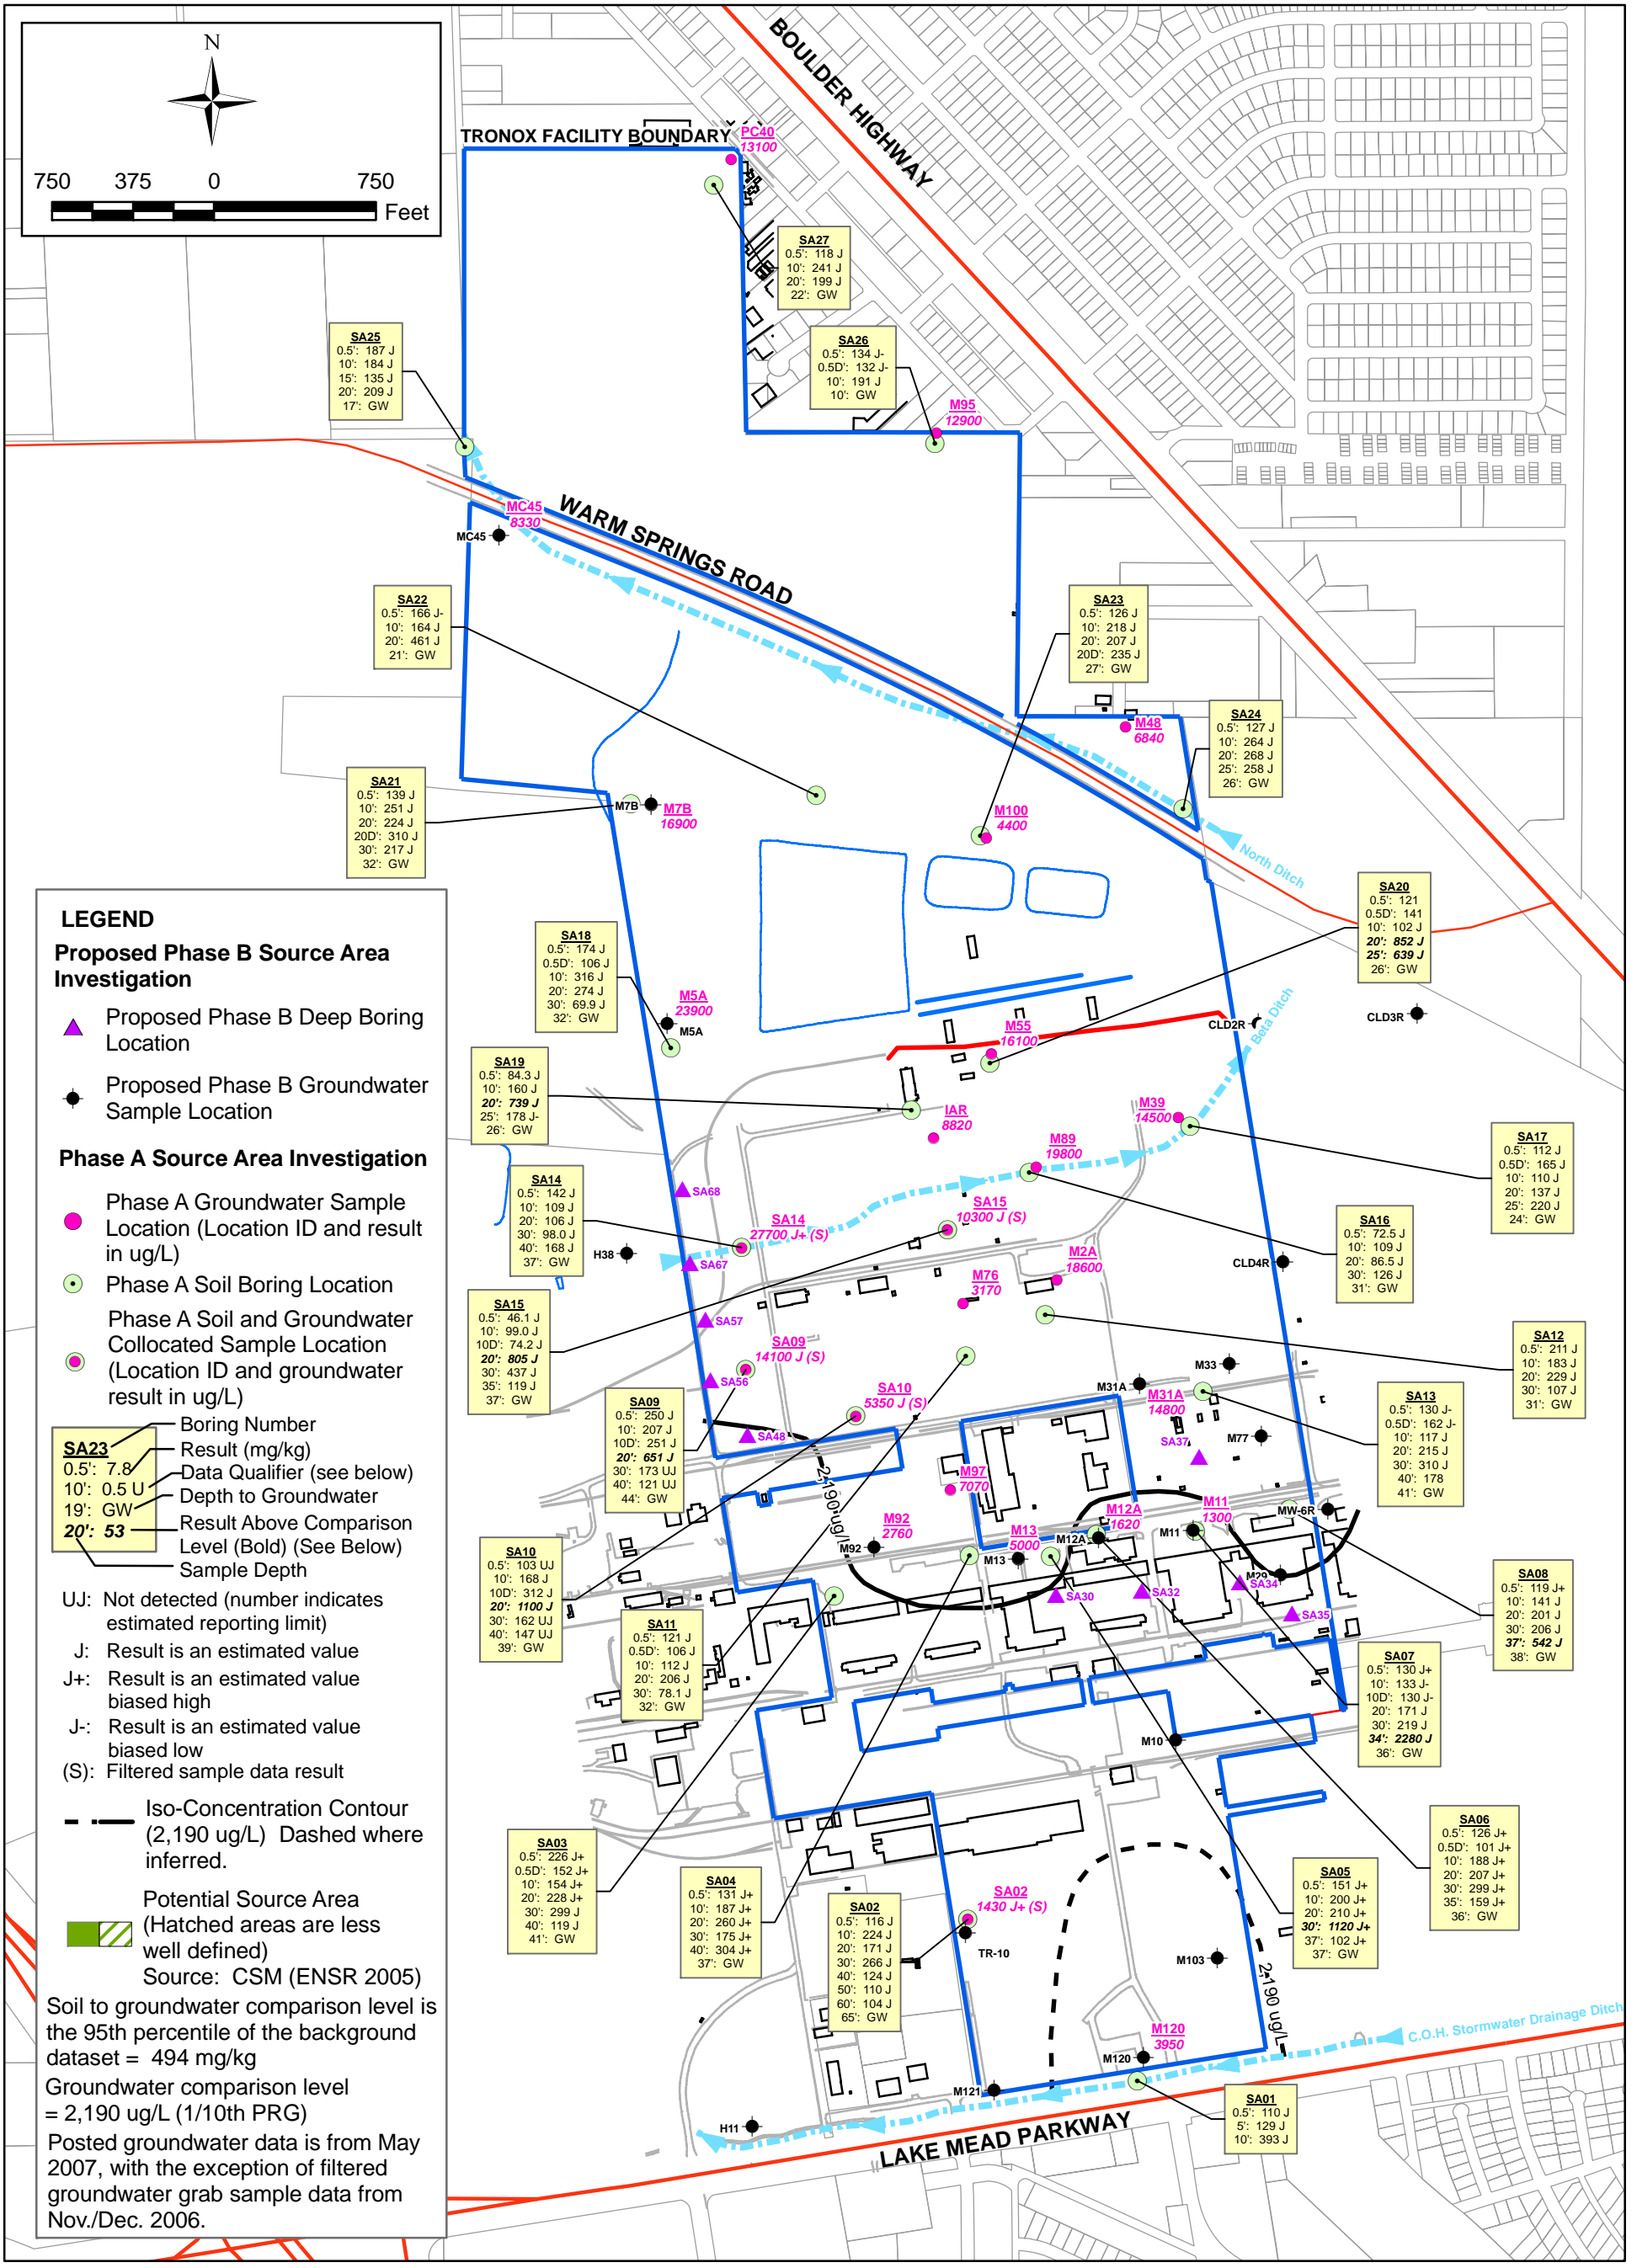 N
750 375 0 750
Feet
BOULDER HIGHWAY
TRONOX FACILITY BOUNDARY
PC40
13100
SA27
0.5': 118 J
10': 241 J
20': 199 J
22': GW
SA25
0.5': 187 J
10': 184 J
15': 135 J
20': 209 J
17': GW
SA26
0.5': 134 J-
0.5D': 132 J-
10': 191 J
10': GW
M95
12900
MC45
8330
MC45
WARM SPRINGS ROAD
SA22
0.5': 166 J-
10': 164 J
20': 461 J
21': GW
SA23
0.5': 126 J
10': 218 J
20': 207 J
20D': 235 J
27': GW
M48
6840
SA24
0.5': 127 J
10': 264 J
20': 268 J
25': 258 J
26': GW
SA21
0.5': 139 J
10': 251 J
20': 224 J
20D': 310 J
30': 217 J
32': GW
M7B
M7B
16900
M100
4400
North Ditch
SA20
0.5': 121
0.5D': 141
10': 102 J
20': 852 J
25': 639 J
26': GW
SA18
0.5': 174 J
0.5D': 106 J
10': 316 J
20': 274 J
30': 69.9 J
32': GW
M5A
23900
M5A
CLD2R
CLD3R
Beta Ditch
M55
16100
SA19
0.5': 84.3 J
10': 160 J
20': 739 J
25': 178 J-
26': GW
IAR
8820
M39
14500
M89
19800
SA17
0.5': 112 J
0.5D': 165 J
10': 110 J
20': 137 J
25': 220 J
24': GW
SA14
0.5': 142 J
10': 109 J
20': 106 J
30': 98.0 J
40': 168 J
37': GW
SA68
SA14
27700 J+ (S)
SA15
10300 J (S)
SA16
0.5': 72.5 J
10': 109 J
20': 86.5 J
30': 126 J
31': GW
H38
SA67
M2A
18600
CLD4R
M76
3170
SA15
0.5': 46.1 J
10': 99.0 J
10D': 74.2 J
20': 805 J
30': 437 J
35': 119 J
37': GW
SA57
SA09
14100 J (S)
SA56
SA12
0.5': 211 J
10': 183 J
20': 229 J
30': 107 J
31': GW
M33
M31A
M31A
14800
SA10
5350 J (S)
SA13
0.5': 130 J-
0.5D': 162 J-
10': 117 J
20': 215 J
30': 310 J
40': 178
41': GW
SA09
0.5': 250 J
10': 207 J
10D': 251 J
20': 651 J
30': 173 UJ
40': 121 UJ
44': GW
SA48
M77
SA37
2,190 ug/L
M97
7070
M92
2760
M92
M13
5000
M13
M12A
1620
M12A
M11
1300
M11
MW-6R
M29
SA34
SA30
SA32
SA35
SA10
0.5': 103 UJ
10': 168 J
10D': 312 J
20': 1100 J
30': 162 UJ
40': 147 UJ
39': GW
SA11
0.5': 121 J
0.5D': 106 J
10': 112 J
20': 206 J
30': 78.1 J
32': GW
SA08
0.5': 119 J+
10': 141 J
20': 201 J
30': 206 J
37': 542 J
38': GW
SA07
0.5': 130 J+
10': 133 J-
10D': 130 J-
20': 171 J
30': 219 J
34': 2280 J
36': GW
M10
SA03
0.5': 226 J+
0.5D': 152 J+
10': 154 J+
20': 228 J+
30': 299 J
40': 119 J
41': GW
SA04
0.5': 131 J+
10': 187 J+
20': 260 J+
30': 175 J+
40': 304 J+
37': GW
SA02
0.5': 116 J
10': 224 J
20': 171 J
30': 266 J
40': 124 J
50': 110 J
60': 104 J
65': GW
SA02
1430 J+ (S)
TR-10
SA05
0.5': 151 J+
10': 200 J+
20': 210 J+
30': 1120 J+
37': 102 J+
37': GW
SA06
0.5': 126 J+
0.5D': 101 J+
10': 188 J+
20': 207 J+
30': 299 J+
35': 159 J+
36': GW
M103
2,190 ug/L
M120
3950
M120
M121
H11
C.O.H. Stormwater Drainage Ditch
SA01
0.5': 110 J
5': 129 J
10': 393 J
LAKE MEAD PARKWAY
LEGEND
Proposed Phase B Source Area
Investigation
Proposed Phase B Deep Boring
Location
Proposed Phase B Groundwater
Sample Location
Phase A Source Area Investigation
Phase A Groundwater Sample
Location (Location ID and result
in ug/L)
Phase A Soil Boring Location
Phase A Soil and Groundwater
Collocated Sample Location
(Location ID and groundwater
result in ug/L)
SA23
0.5': 7.8
10': 0.5 U
19': GW
20': 53
Boring Number
Result (mg/kg)
Data Qualifier (see below)
Depth to Groundwater
Result Above Comparison
Level (Bold) (See Below)
Sample Depth
UJ: Not detected (number indicates
estimated reporting limit)
J: Result is an estimated value
J+: Result is an estimated value
biased high
J-: Result is an estimated value
biased low
(S): Filtered sample data result
Iso-Concentration Contour
(2,190 ug/L) Dashed where
inferred.
Potential Source Area
(Hatched areas are less
well defined)
Source: CSM (ENSR 2005)
Soil to groundwater comparison level is
the 95th percentile of the background
dataset = 494 mg/kg
Groundwater comparison level
= 2,190 ug/L (1/10th PRG)
Posted groundwater data is from May
2007, with the exception of filtered
groundwater grab sample data from
Nov./Dec. 2006.